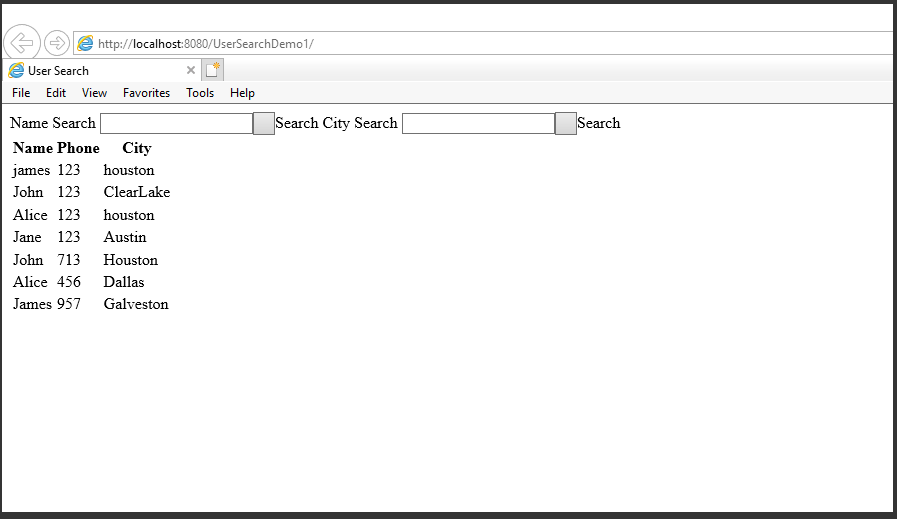 http://localhost:8080/UserSearchDemo1/
User Search
File Edit View Favorites Tools Help
Name Search Search City Search Search
Name Phone City
james 123 houston
John 123 ClearLake
Alice 123 houston
Jane 123 Austin
John 713 Houston
Alice 456 Dallas
James 957 Galveston